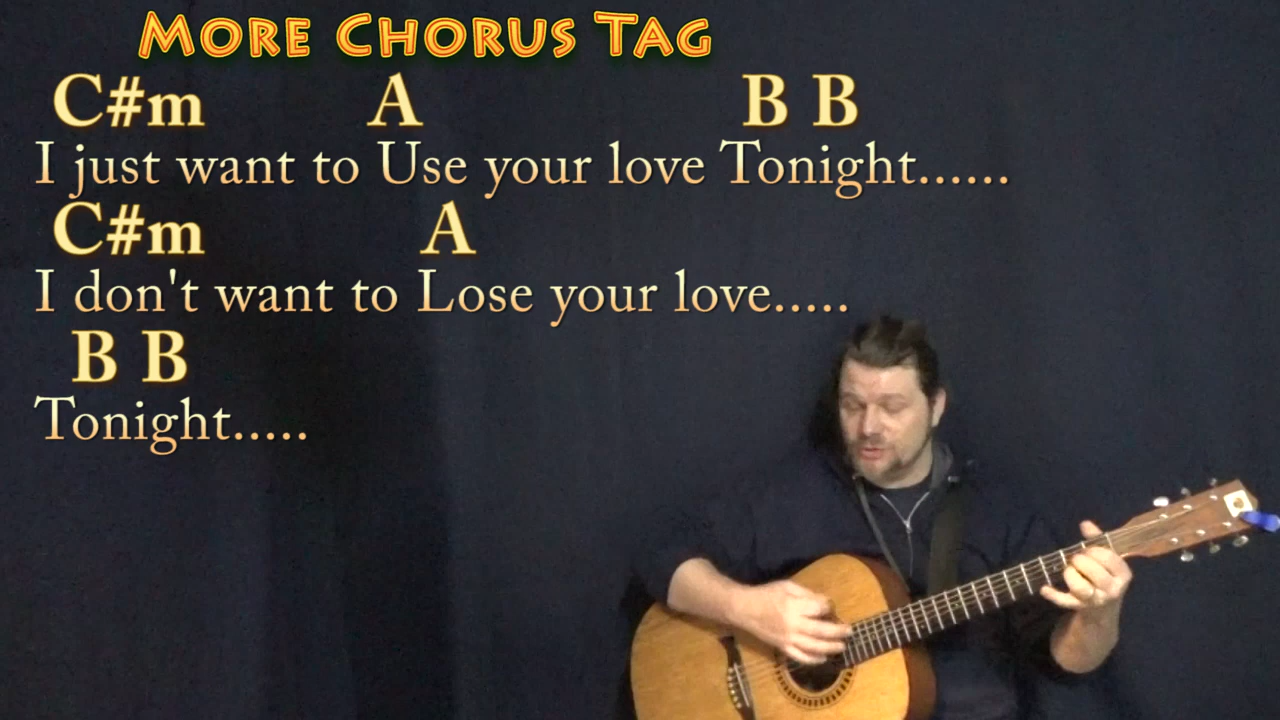 More Chorus Tag
C#m A B B
I just want to Use your love Tonight......
C#m A
I don't want to Lose your love.....
B B
Tonight.....